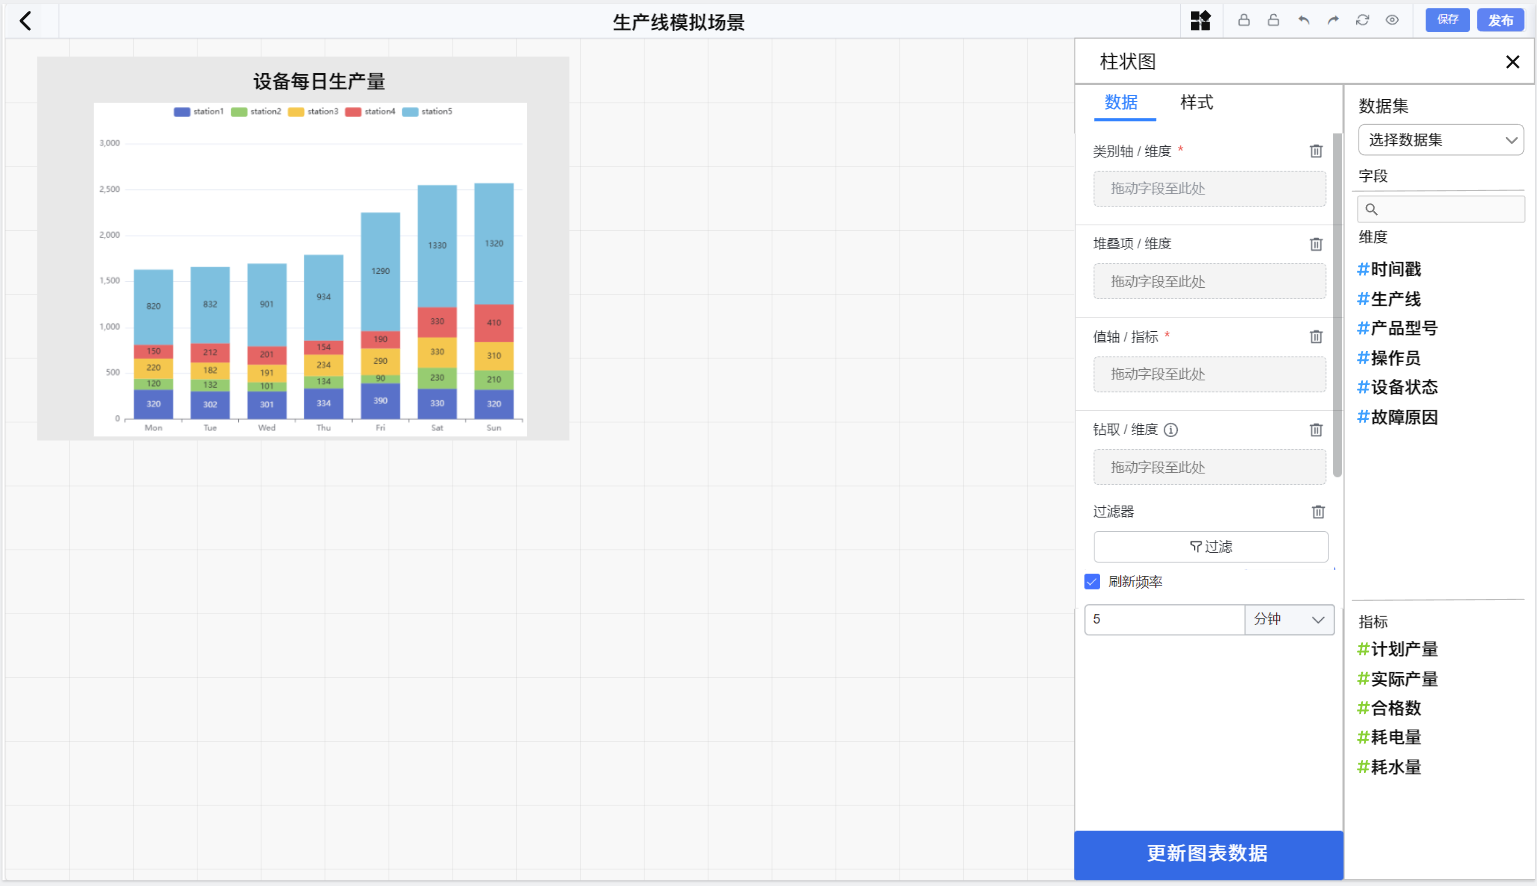 生产线模拟场景
保存
发布
设备每日生产量
station1 station2 station3 station4 station5
3,000
2,500
2,000
1,500
1,000
500
0
820 832 901 934 1290 1330 1320
150 212 201 154 190 330 410
220 182 191 234 290 330 310
120 132 101 134 90 230 210
320 302 301 334 390 330 320
Mon Tue Wed Thu Fri Sat Sun
柱状图
数据 样式
类别轴 / 维度 *
拖动字段至此处
堆叠项 / 维度
拖动字段至此处
值轴 / 指标 *
拖动字段至此处
钻取 / 维度
拖动字段至此处
过滤器
过滤
刷新频率
5 分钟
更新图表数据
数据集
选择数据集
字段
维度
#时间戳
#生产线
#产品型号
#操作员
#设备状态
#故障原因
指标
#计划产量
#实际产量
#合格数
#耗电量
#耗水量